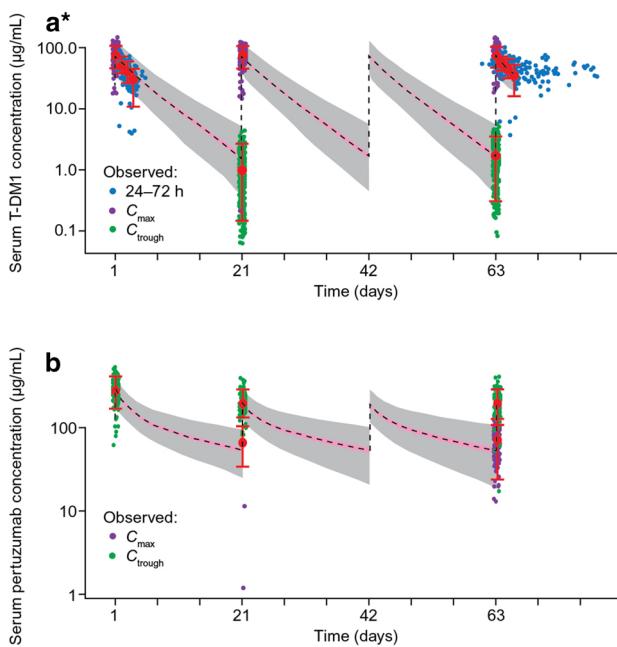 a*
Serum T-DM1 concentration (µg/mL)
100.0
10.0
1.0
0.1
Observed:
24–72 h
Cmax
Ctrough
1
21
42
63
Time (days)
b
Serum pertuzumab concentration (µg/mL)
100
10
1
Observed:
Cmax
Ctrough
1
21
42
63
Time (days)